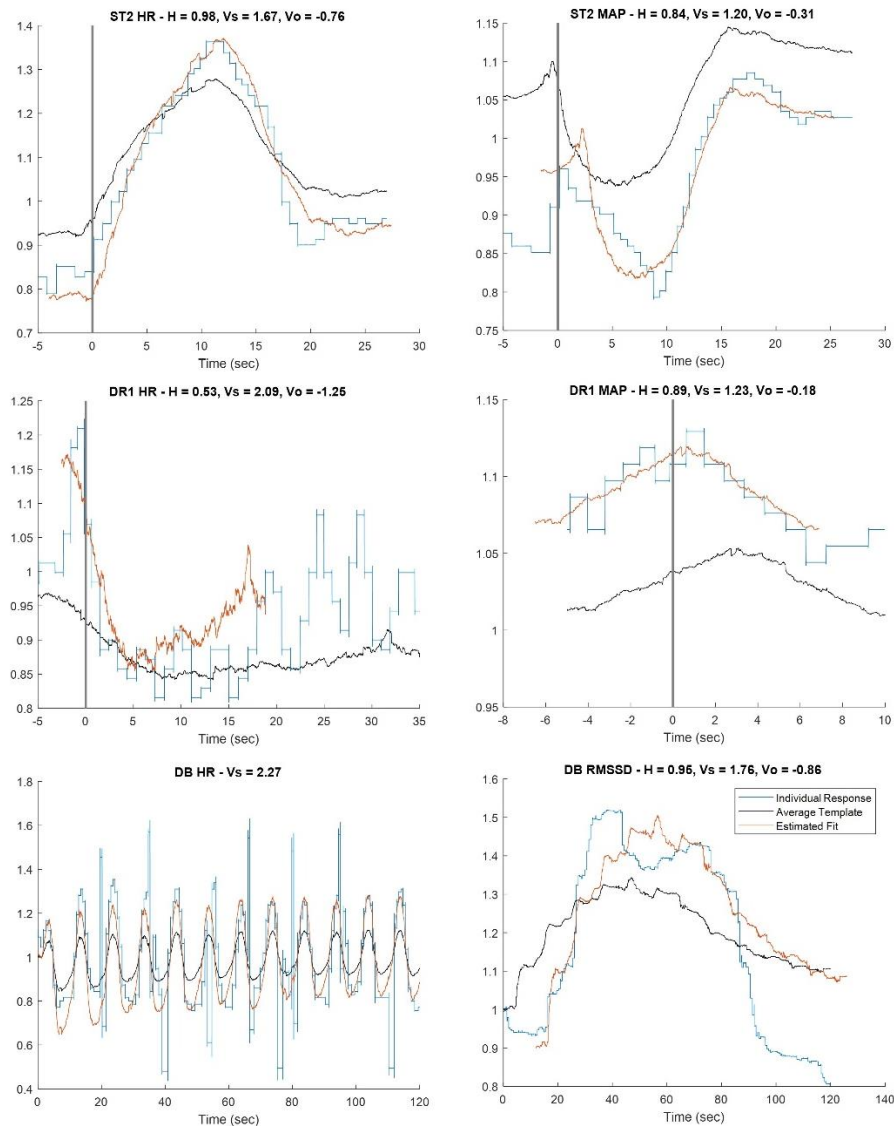 ST2 HR - H = 0.98, Vs = 1.67, Vo = -0.76
1.4
1.3
1.2
1.1
1
0.9
0.8
0.7
-5 0 5 10 15 20 25 30
Time (sec)
ST2 MAP - H = 0.84, Vs = 1.20, Vo = -0.31
1.15
1.1
1.05
1
0.95
0.9
0.85
0.8
0.75
-5 0 5 10 15 20 25 30
Time (sec)
DR1 HR - H = 0.53, Vs = 2.09, Vo = -1.25
1.25
1.2
1.15
1.1
1.05
1
0.95
0.9
0.85
0.8
-5 0 5 10 15 20 25 30 35
Time (sec)
DR1 MAP - H = 0.89, Vs = 1.23, Vo = -0.18
1.15
1.1
1.05
1
0.95
-8 -6 -4 -2 0 2 4 6 8 10
Time (sec)
DB HR - Vs = 2.27
1.8
1.6
1.4
1.2
1
0.8
0.6
0.4
0 20 40 60 80 100 120
Time (sec)
DB RMSSD - H = 0.95, Vs = 1.76, Vo = -0.86
1.6
1.5
1.4
1.3
1.2
1.1
1
0.9
0.8
0 20 40 60 80 100 120 140
Time (sec)
Individual Response
Average Template
Estimated Fit